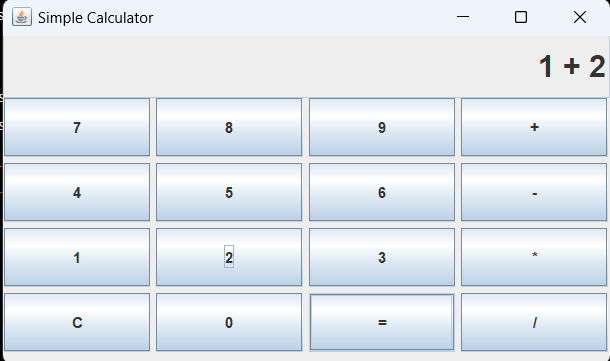 Simple Calculator
1 + 2
7 8 9 +
4 5 6 -
1 2 3 *
C 0 = /